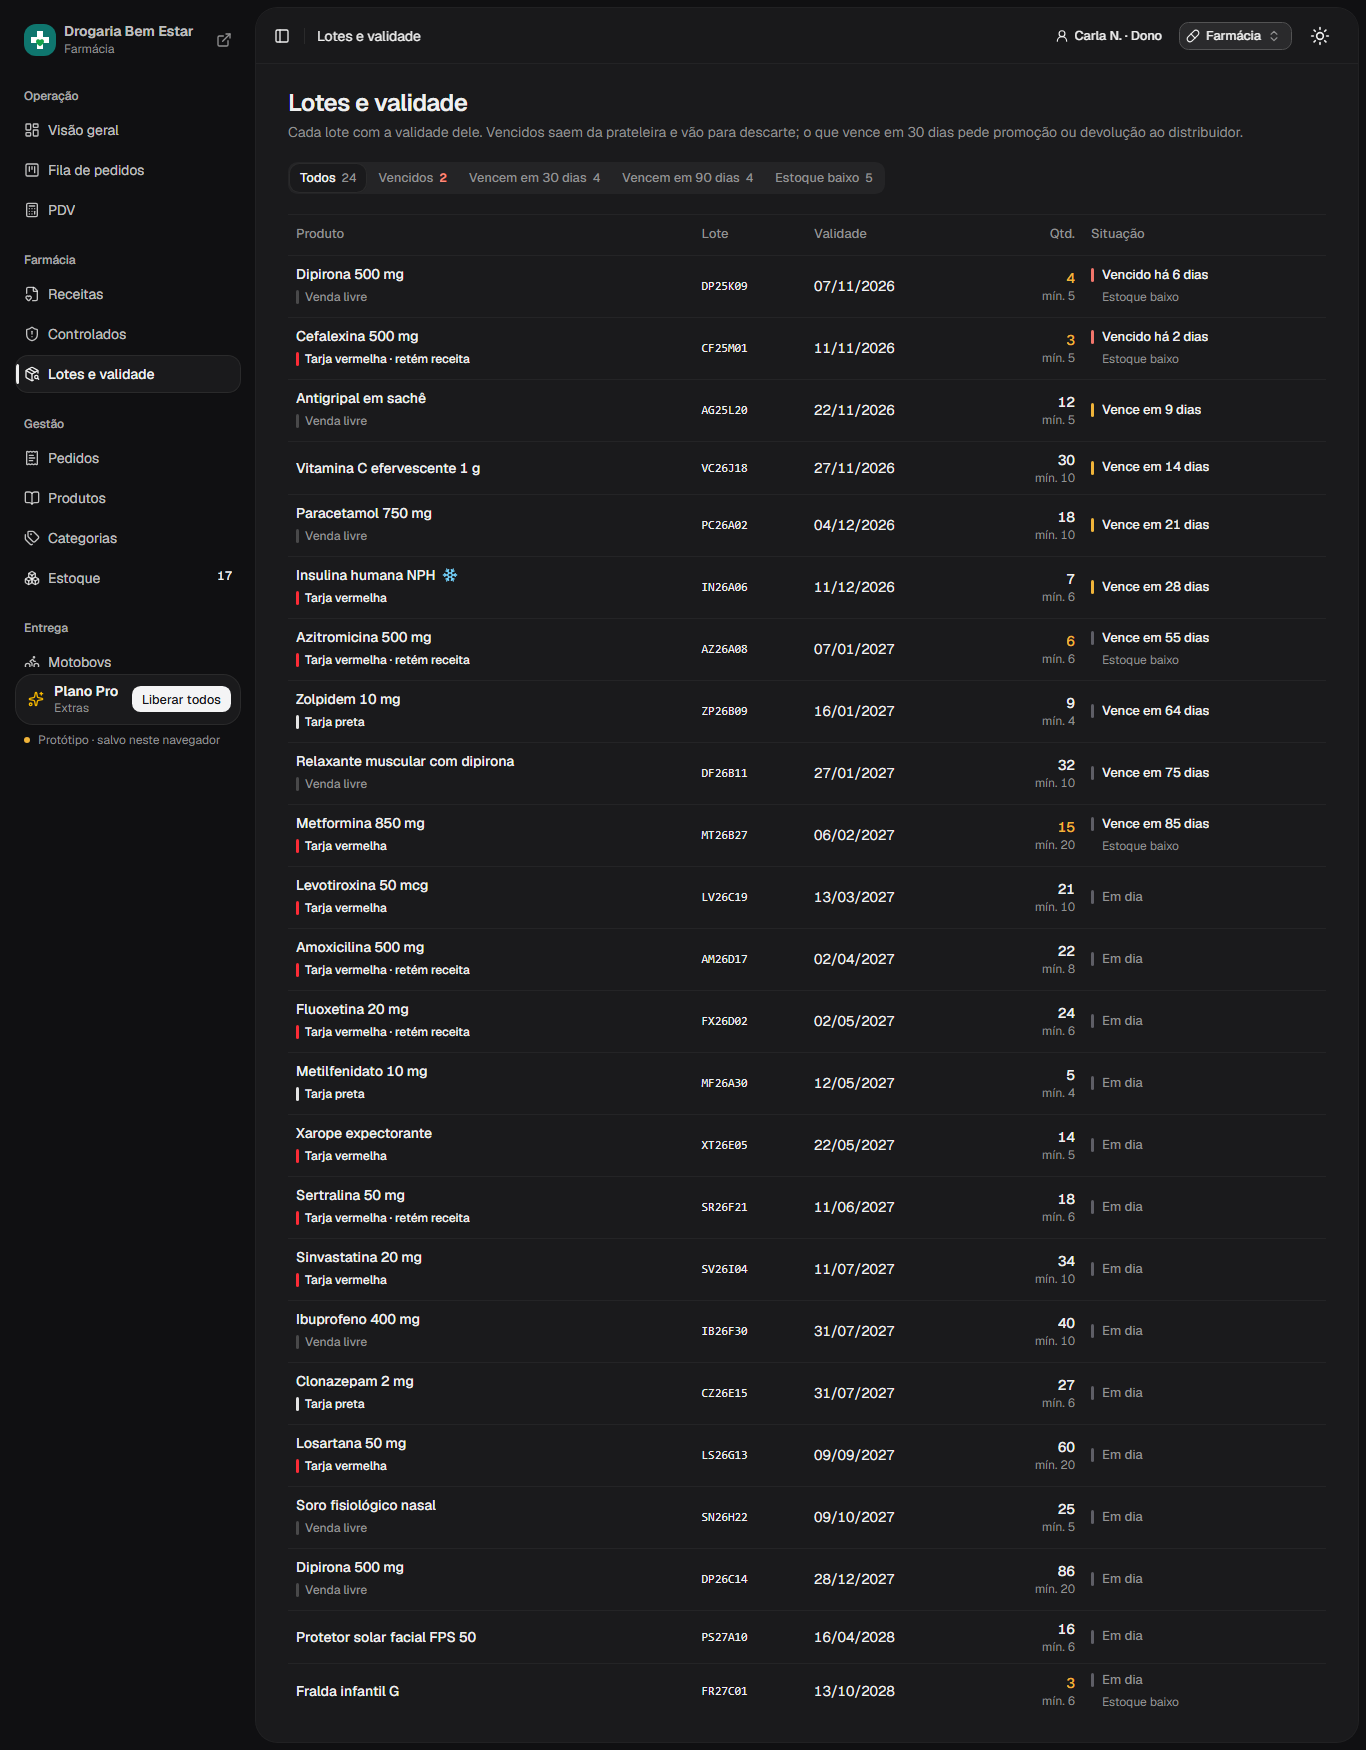 Drogaria Bem Estar
Farmácia
Operação
Visão geral
Fila de pedidos
PDV
Farmácia
Receitas
Controlados
Lotes e validade
Gestão
Pedidos
Produtos
Categorias
Estoque 17
Entrega
Motoboys
Plano Pro
Extras
Liberar todos
Protótipo · salvo neste navegador
Lotes e validade
Carla N. · Dono
Farmácia
Lotes e validade
Cada lote com a validade dele. Vencidos saem da prateleira e vão para descarte; o que vence em 30 dias pede promoção ou devolução ao distribuidor.
Todos 24 Vencidos 2 Vencem em 30 dias 4 Vencem em 90 dias 4 Estoque baixo 5
Produto Lote Validade Qtd. Situação
Dipirona 500 mg
Venda livre
DP25K09 07/11/2026
4
mín. 5
Vencido há 6 dias
Estoque baixo
Cefalexina 500 mg
Tarja vermelha · retém receita
CF25M01 11/11/2026
3
mín. 5
Vencido há 2 dias
Estoque baixo
Antigripal em sachê
Venda livre
AG25L20 22/11/2026
12
mín. 5
Vence em 9 dias
Vitamina C efervescente 1 g
VC26J18 27/11/2026
30
mín. 10
Vence em 14 dias
Paracetamol 750 mg
Venda livre
PC26A02 04/12/2026
18
mín. 10
Vence em 21 dias
Insulina humana NPH
Tarja vermelha
IN26A06 11/12/2026
7
mín. 6
Vence em 28 dias
Azitromicina 500 mg
Tarja vermelha · retém receita
AZ26A08 07/01/2027
6
mín. 6
Vence em 55 dias
Estoque baixo
Zolpidem 10 mg
Tarja preta
ZP26B09 16/01/2027
9
mín. 4
Vence em 64 dias
Relaxante muscular com dipirona
Venda livre
DF26B11 27/01/2027
32
mín. 10
Vence em 75 dias
Metformina 850 mg
Tarja vermelha
MT26B27 06/02/2027
15
mín. 20
Vence em 85 dias
Estoque baixo
Levotiroxina 50 mcg
Tarja vermelha
LV26C19 13/03/2027
21
mín. 10
Em dia
Amoxicilina 500 mg
Tarja vermelha · retém receita
AM26D17 02/04/2027
22
mín. 8
Em dia
Fluoxetina 20 mg
Tarja vermelha · retém receita
FX26D02 02/05/2027
24
mín. 6
Em dia
Metilfenidato 10 mg
Tarja preta
MF26A30 12/05/2027
5
mín. 4
Em dia
Xarope expectorante
Tarja vermelha
XT26E05 22/05/2027
14
mín. 5
Em dia
Sertralina 50 mg
Tarja vermelha · retém receita
SR26F21 11/06/2027
18
mín. 6
Em dia
Sinvastatina 20 mg
Tarja vermelha
SV26I04 11/07/2027
34
mín. 10
Em dia
Ibuprofeno 400 mg
Venda livre
IB26F30 31/07/2027
40
mín. 10
Em dia
Clonazepam 2 mg
Tarja preta
CZ26E15 31/07/2027
27
mín. 6
Em dia
Losartana 50 mg
Tarja vermelha
LS26G13 09/09/2027
60
mín. 20
Em dia
Soro fisiológico nasal
Venda livre
SN26H22 09/10/2027
25
mín. 5
Em dia
Dipirona 500 mg
Venda livre
DP26C14 28/12/2027
86
mín. 20
Em dia
Protetor solar facial FPS 50
PS27A10 16/04/2028
16
mín. 6
Em dia
Fralda infantil G
FR27C01 13/10/2028
3
mín. 6
Em dia
Estoque baixo